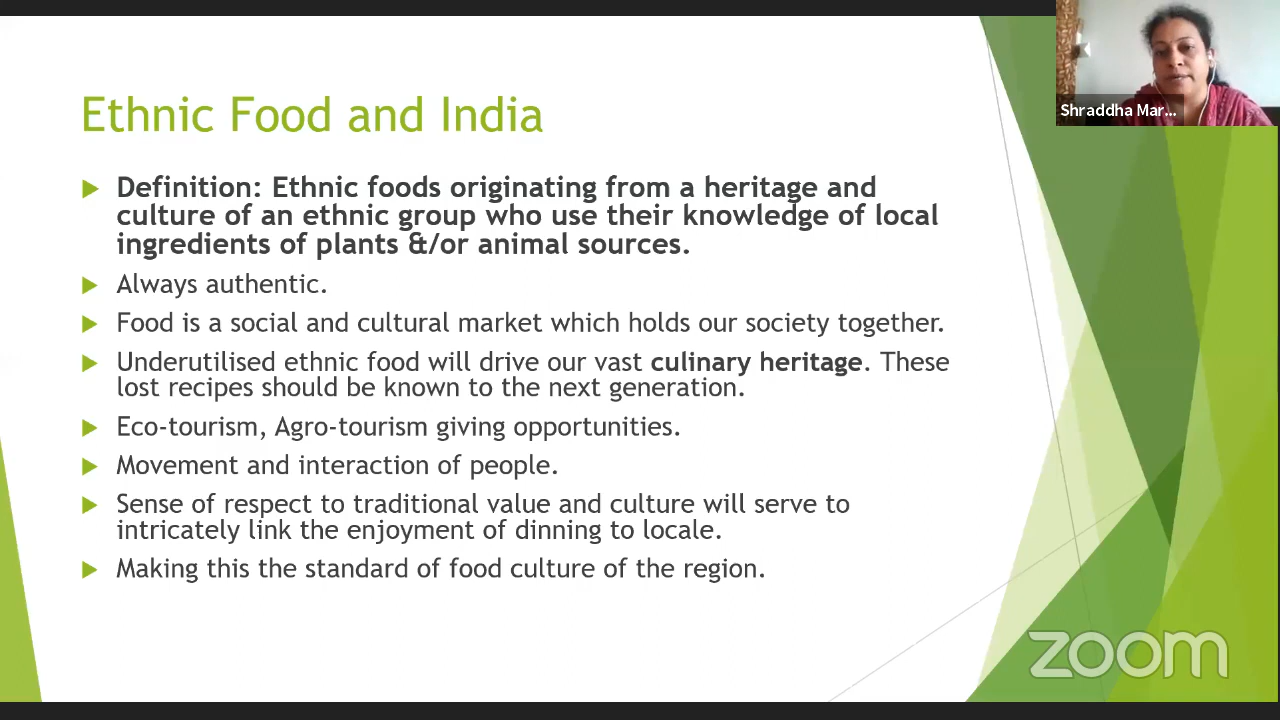 Shraddha Mar...
Ethnic Food and India
Definition: Ethnic foods originating from a heritage and
culture of an ethnic group who use their knowledge of local
ingredients of plants &/or animal sources.
Always authentic.
Food is a social and cultural market which holds our society together.
Underutilised ethnic food will drive our vast culinary heritage. These
lost recipes should be known to the next generation.
Eco-tourism, Agro-tourism giving opportunities.
Movement and interaction of people.
Sense of respect to traditional value and culture will serve to
intricately link the enjoyment of dinning to locale.
Making this the standard of food culture of the region.
zoom